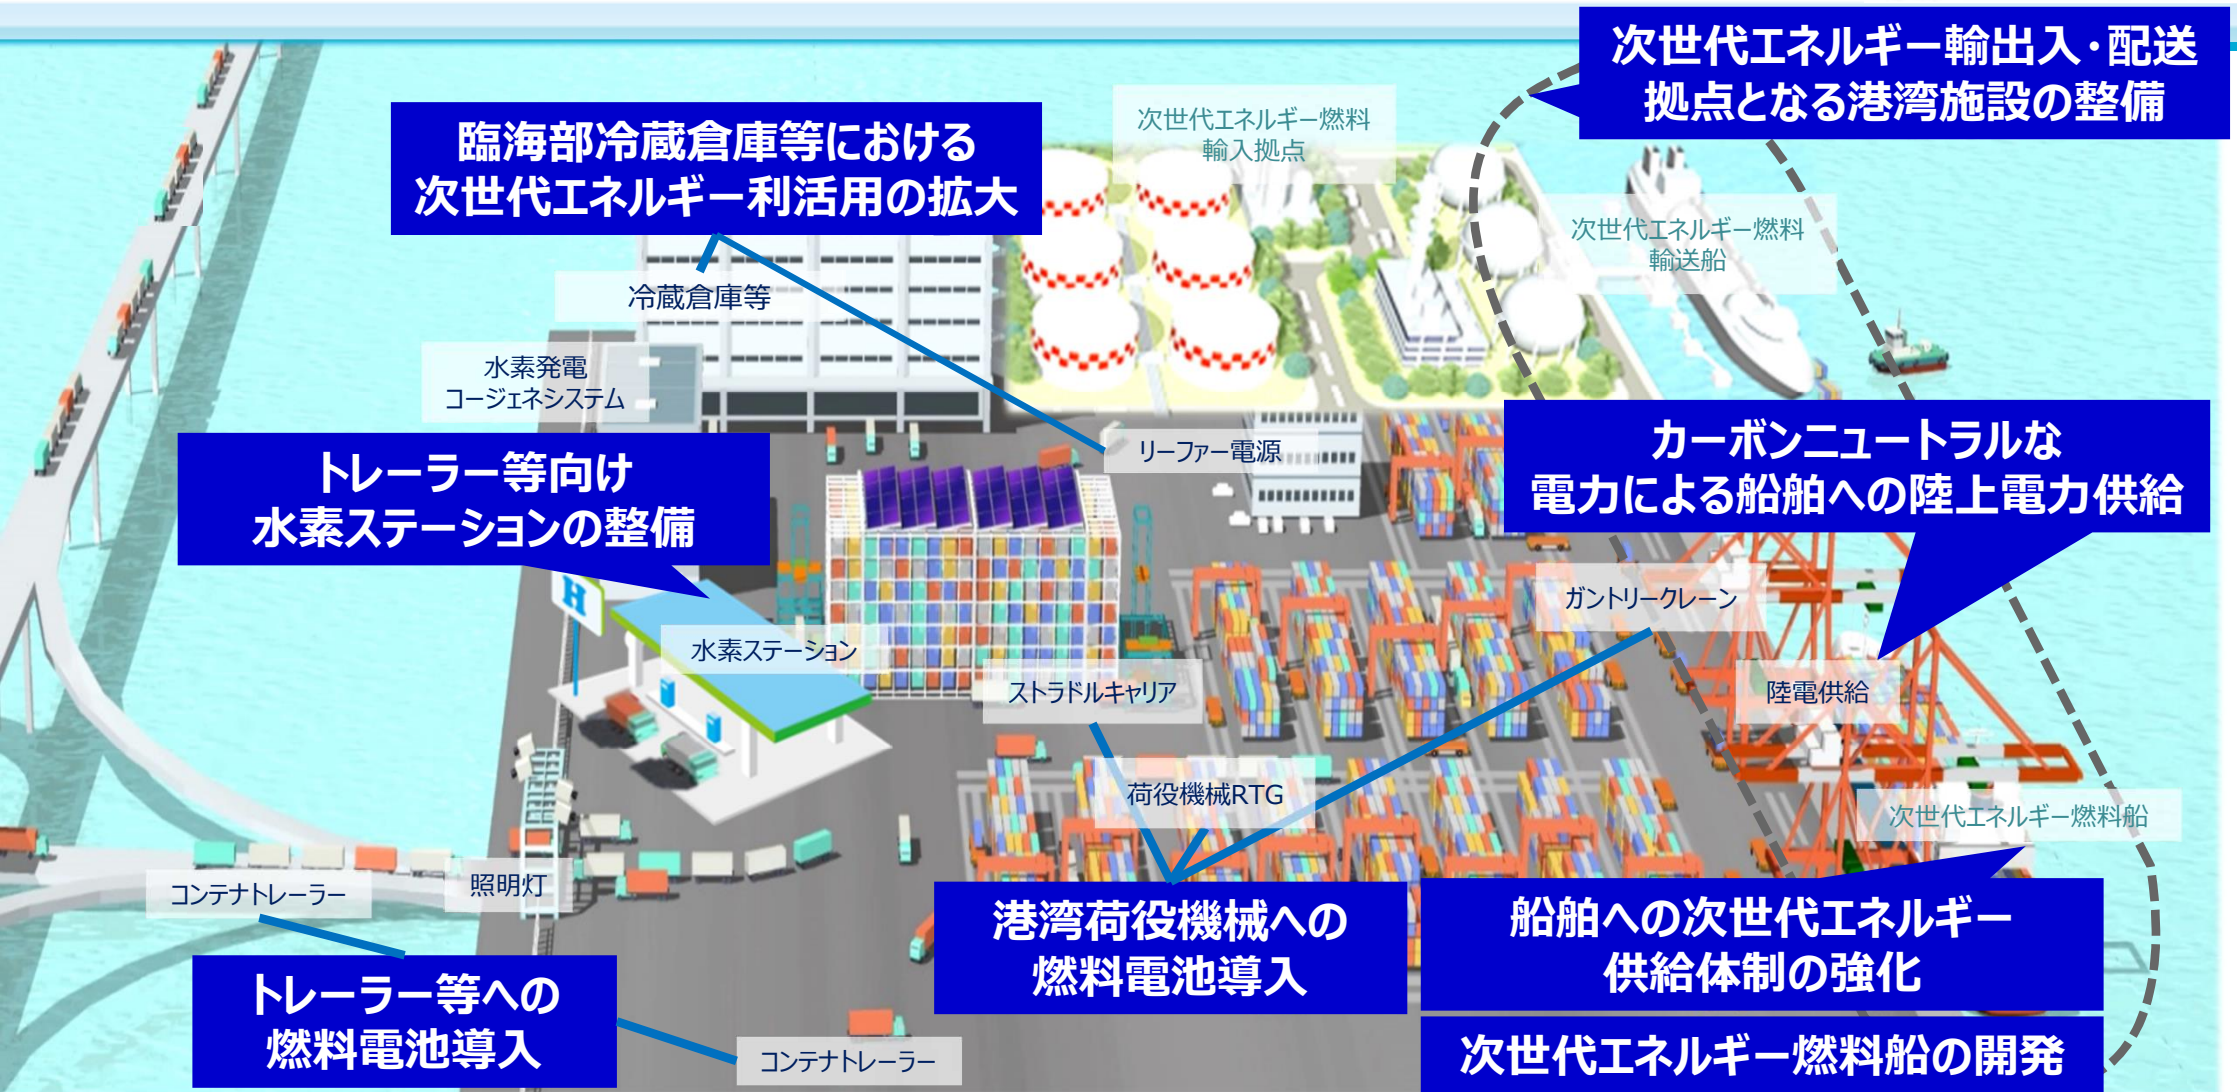 次世代エネルギー輸出入・配送
拠点となる港湾施設の整備
臨海部冷蔵倉庫等における
次世代エネルギー利活用の拡大
次世代エネルギー燃料
輸入拠点
次世代エネルギー燃料
輸送船
冷蔵倉庫等
水素発電
コージェネシステム
リーファー電源
カーボンニュートラルな
電力による船舶への陸上電力供給
トレーラー等向け
水素ステーションの整備
H
水素ステーション
ガントリークレーン
ストラドルキャリア
陸電供給
荷役機械RTG
次世代エネルギー燃料船
コンテナトレーラー
照明灯
港湾荷役機械への
燃料電池導入
船舶への次世代エネルギー
供給体制の強化
トレーラー等への
燃料電池導入
コンテナトレーラー
次世代エネルギー燃料船の開発